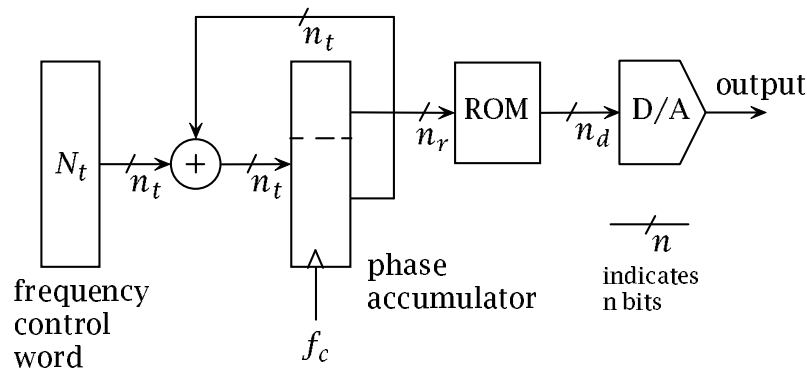 n_t
output
ROM
D/A
N_t
+
n_t
n_t
n_r
n_d
n
frequency
control
word
phase
accumulator
indicates
n bits
f_c